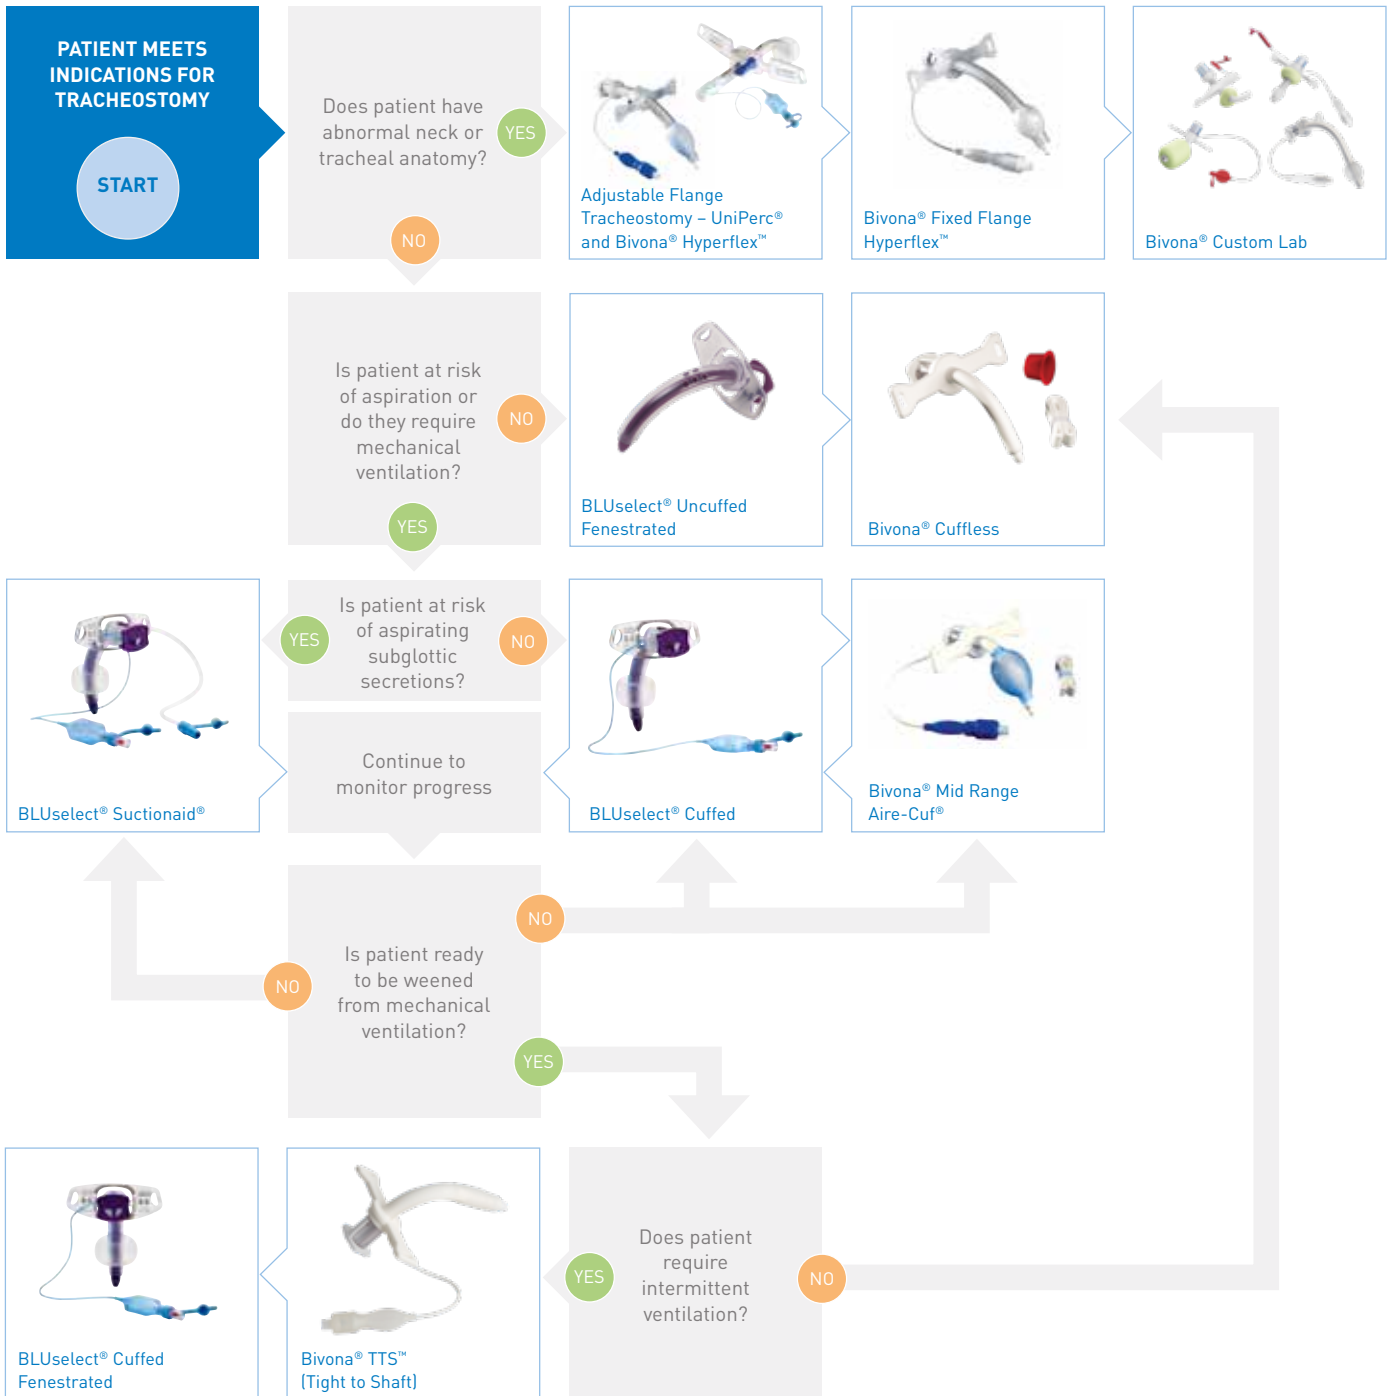 PATIENT MEETS
INDICATIONS FOR
TRACHEOSTOMY
START
Does patient have
abnormal neck or
tracheal anatomy?
YES
NO
Adjustable Flange
Tracheostomy – UniPerc®
and Bivona® Hyperflex™
Bivona® Fixed Flange
Hyperflex™
Bivona® Custom Lab
Is patient at risk
of aspiration or
do they require
mechanical
ventilation?
NO
YES
BLUselect® Uncuffed
Fenestrated
Bivona® Cuffless
Is patient at risk
of aspirating
subglottic
secretions?
YES
NO
BLUselect® Suctionaid®
Continue to
monitor progress
BLUselect® Cuffed
Bivona® Mid Range
Aire-Cuf®
Is patient ready
to be weened
from mechanical
ventilation?
NO
NO
YES
BLUselect® Cuffed
Fenestrated
Bivona® TTS™
(Tight to Shaft)
Does patient
require
intermittent
ventilation?
YES
NO